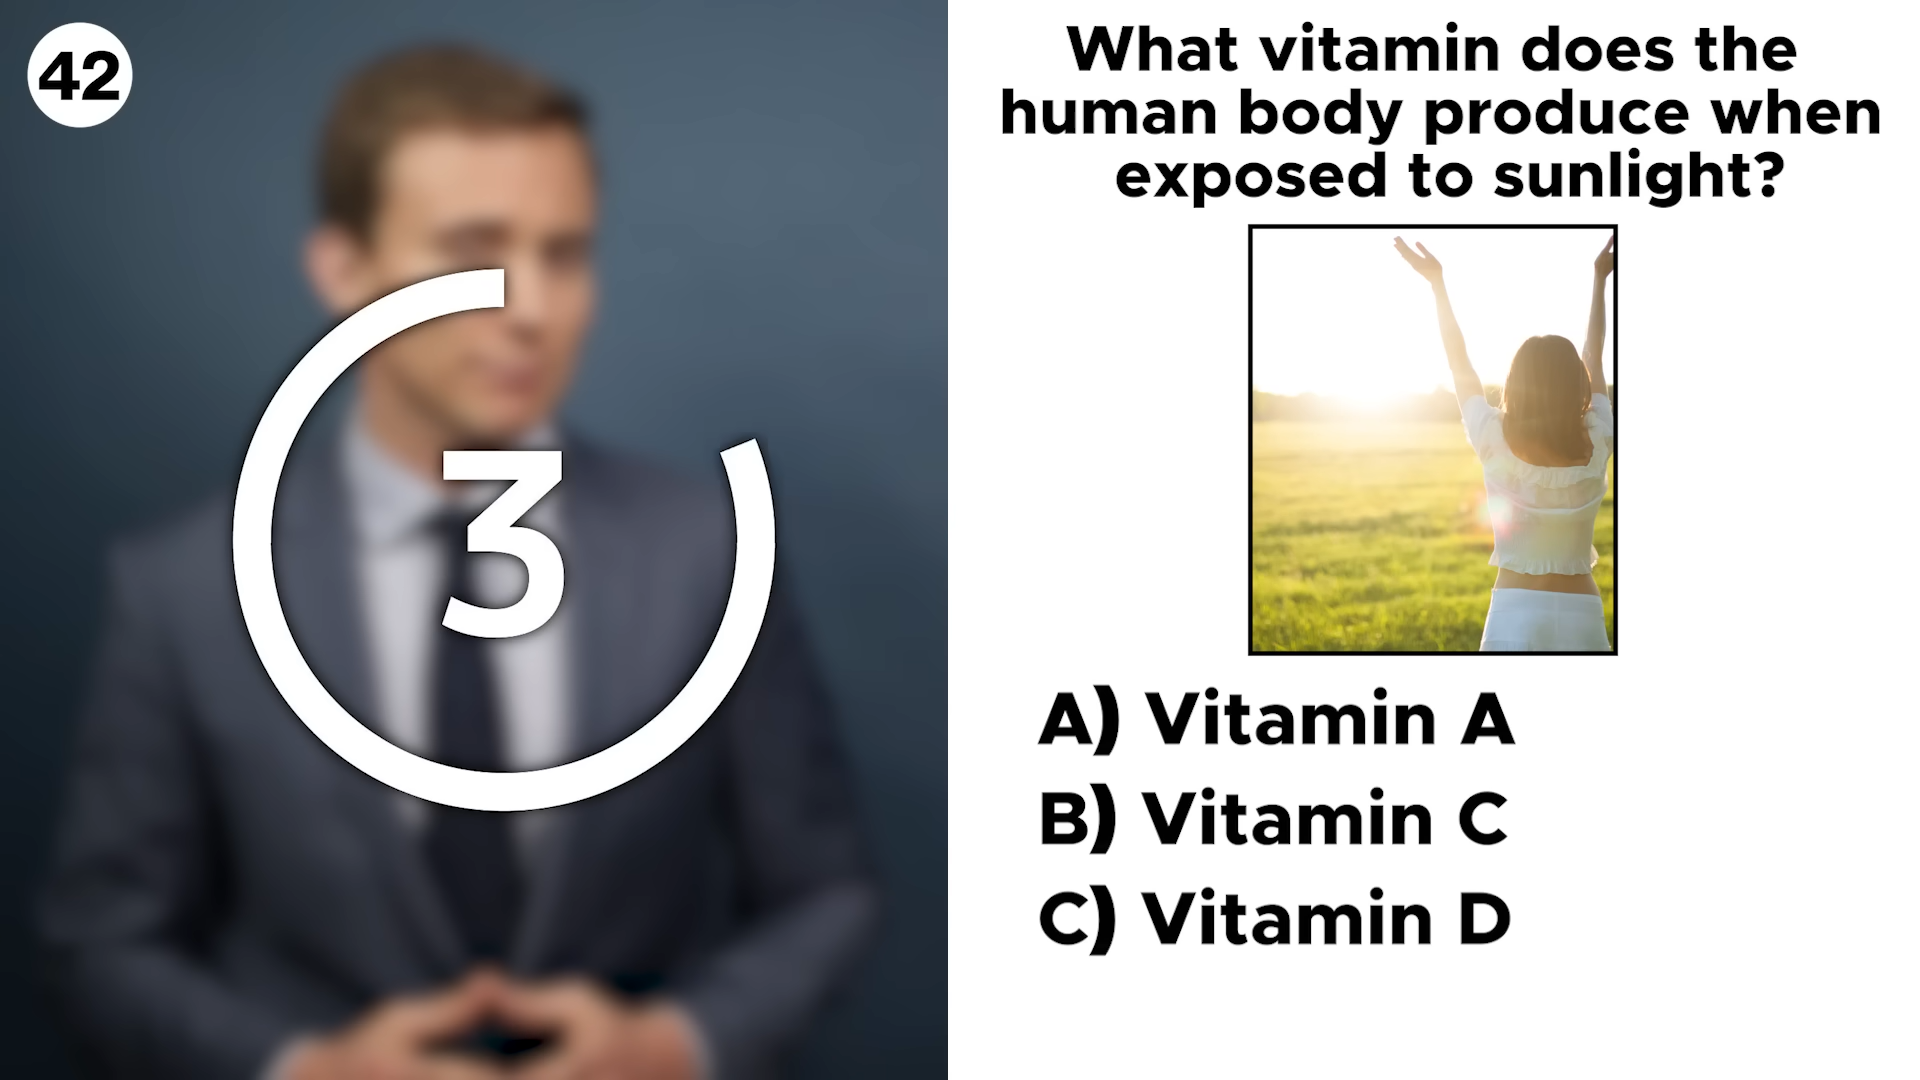 42
3
What vitamin does the
human body produce when
exposed to sunlight?
A) Vitamin A
B) Vitamin C
C) Vitamin D